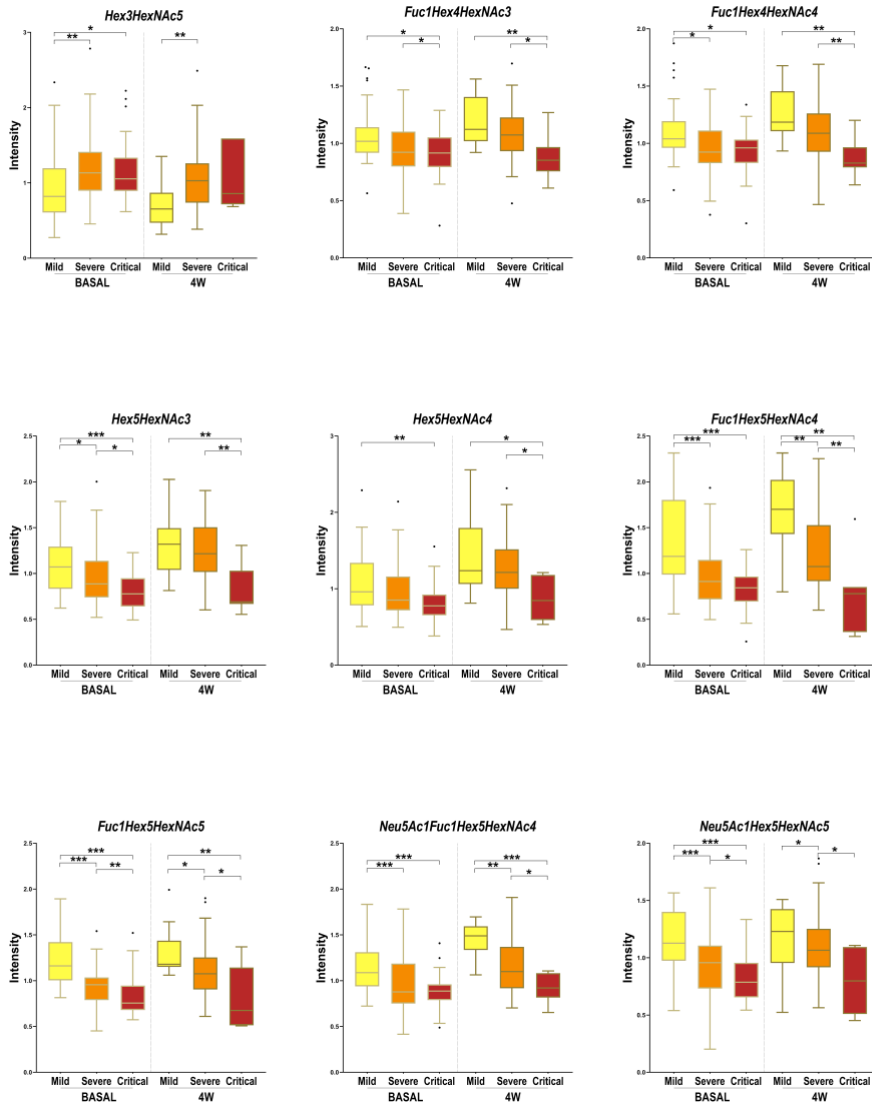 Hex3HexNAc5
*
**
**
3
2
1
0
Intensity
Mild Severe Critical Mild Severe Critical
BASAL 4W
Fuc1Hex4HexNAc3
*
*
**
*
2.0
1.5
1.0
0.5
0.0
Intensity
Mild Severe Critical Mild Severe Critical
BASAL 4W
Fuc1Hex4HexNAc4
*
*
**
**
2.0
1.5
1.0
0.5
0.0
Intensity
Mild Severe Critical Mild Severe Critical
BASAL 4W
Hex5HexNAc3
***
*
*
**
**
2.5
2.0
1.5
1.0
0.5
0.0
Intensity
Mild Severe Critical Mild Severe Critical
BASAL 4W
Hex5HexNAc4
**
*
*
3
2
1
0
Intensity
Mild Severe Critical Mild Severe Critical
BASAL 4W
Fuc1Hex5HexNAc4
***
***
**
**
**
2.5
2.0
1.5
1.0
0.5
0.0
Intensity
Mild Severe Critical Mild Severe Critical
BASAL 4W
Fuc1Hex5HexNAc5
***
***
**
**
*
*
2.5
2.0
1.5
1.0
0.5
0.0
Intensity
Mild Severe Critical Mild Severe Critical
BASAL 4W
Neu5Ac1Fuc1Hex5HexNAc4
***
***
***
**
*
2.5
2.0
1.5
1.0
0.5
0.0
Intensity
Mild Severe Critical Mild Severe Critical
BASAL 4W
Neu5Ac1Hex5HexNAc5
***
***
*
*
*
2.0
1.5
1.0
0.5
0.0
Intensity
Mild Severe Critical Mild Severe Critical
BASAL 4W